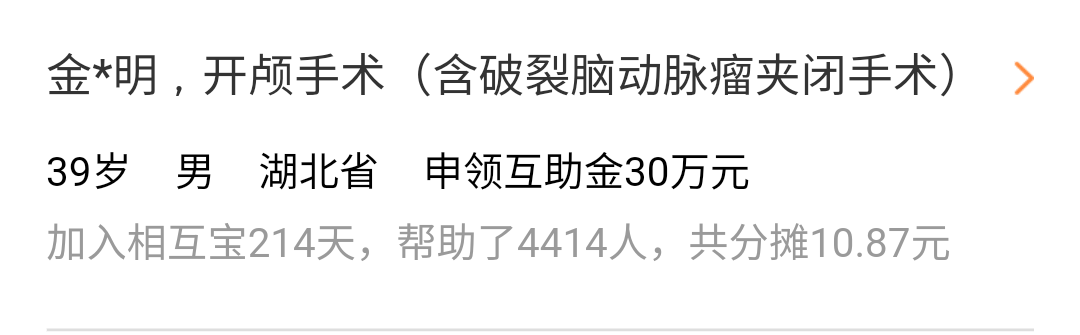 金*明，开颅手术（含破裂脑动脉瘤夹闭手术）
39岁 男 湖北省 申领互助金30万元
加入相互宝214天，帮助了4414人，共分摊10.87元